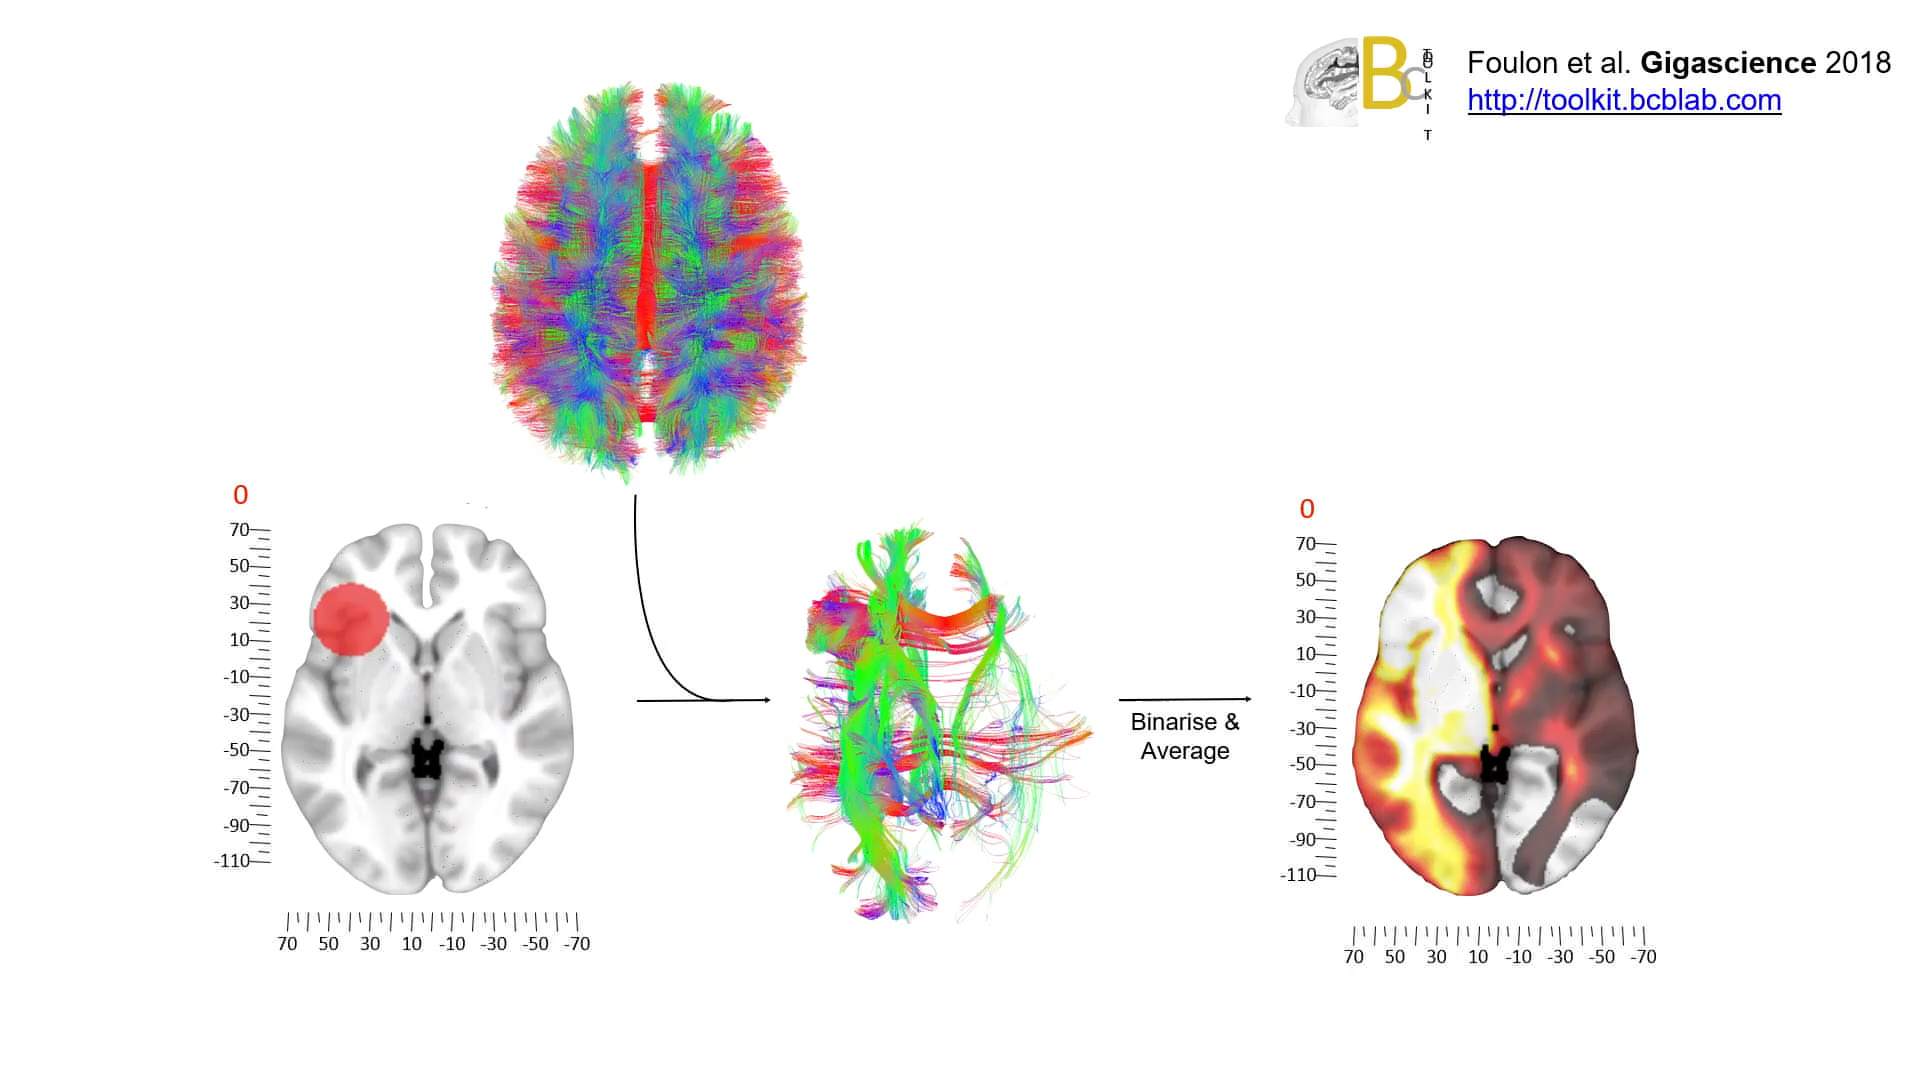 B
C
TOOLKIT
Foulon et al. Gigascience 2018
http://toolkit.bcblab.com
0
70
50
30
10
-10
-30
-50
-70
-90
-110
70 50 30 10 -10 -30 -50 -70
Binarise &
Average
0
70
50
30
10
-10
-30
-50
-70
-90
-110
70 50 30 10 -10 -30 -50 -70